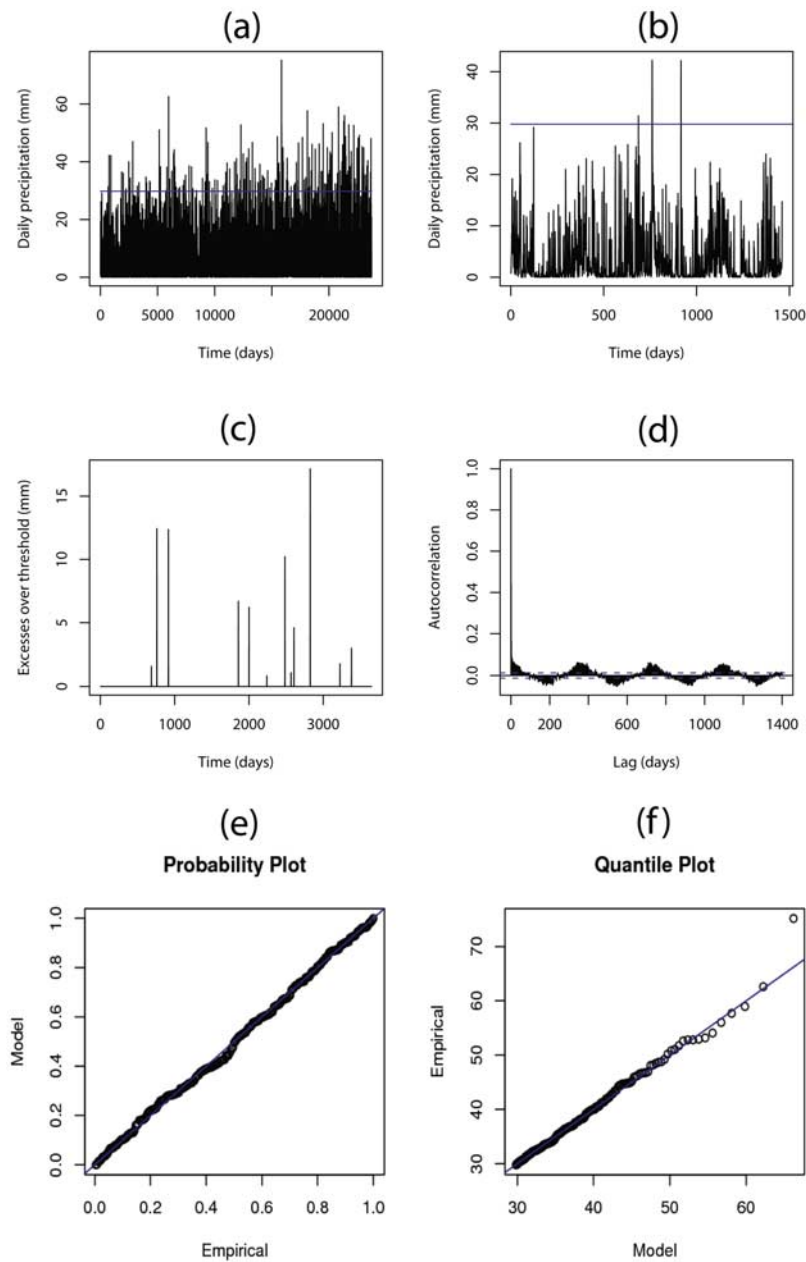 (a)
Daily precipitation (mm)
60
40
20
0
0 5000 10000 20000
Time (days)
(b)
Daily precipitation (mm)
40
30
20
10
0
0 500 1000 1500
Time (days)
(c)
Excesses over threshold (mm)
15
10
5
0
0 1000 2000 3000
Time (days)
(d)
Autocorrelation
1.0
0.8
0.6
0.4
0.2
0.0
0 200 600 1000 1400
Lag (days)
(e)
Probability Plot
Model
1.0
0.8
0.6
0.4
0.2
0.0
0.0 0.2 0.4 0.6 0.8 1.0
Empirical
(f)
Quantile Plot
Empirical
70
60
50
40
30
30 40 50 60
Model